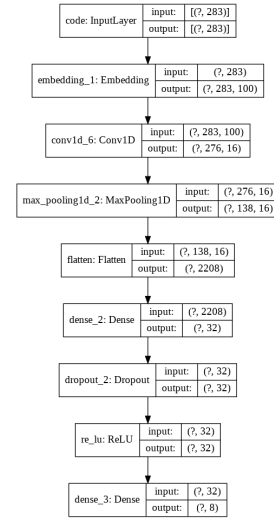 code: InputLayer
input: [(?, 283)]
output: [(?, 283)]
embedding_1: Embedding
input: (?, 283)
output: (?, 283, 100)
conv1d_6: Conv1D
input: (?, 283, 100)
output: (?, 276, 16)
max_pooling1d_2: MaxPooling1D
input: (?, 276, 16)
output: (?, 138, 16)
flatten: Flatten
input: (?, 138, 16)
output: (?, 2208)
dense_2: Dense
input: (?, 2208)
output: (?, 32)
dropout_2: Dropout
input: (?, 32)
output: (?, 32)
re_lu: ReLU
input: (?, 32)
output: (?, 32)
dense_3: Dense
input: (?, 32)
output: (?, 8)